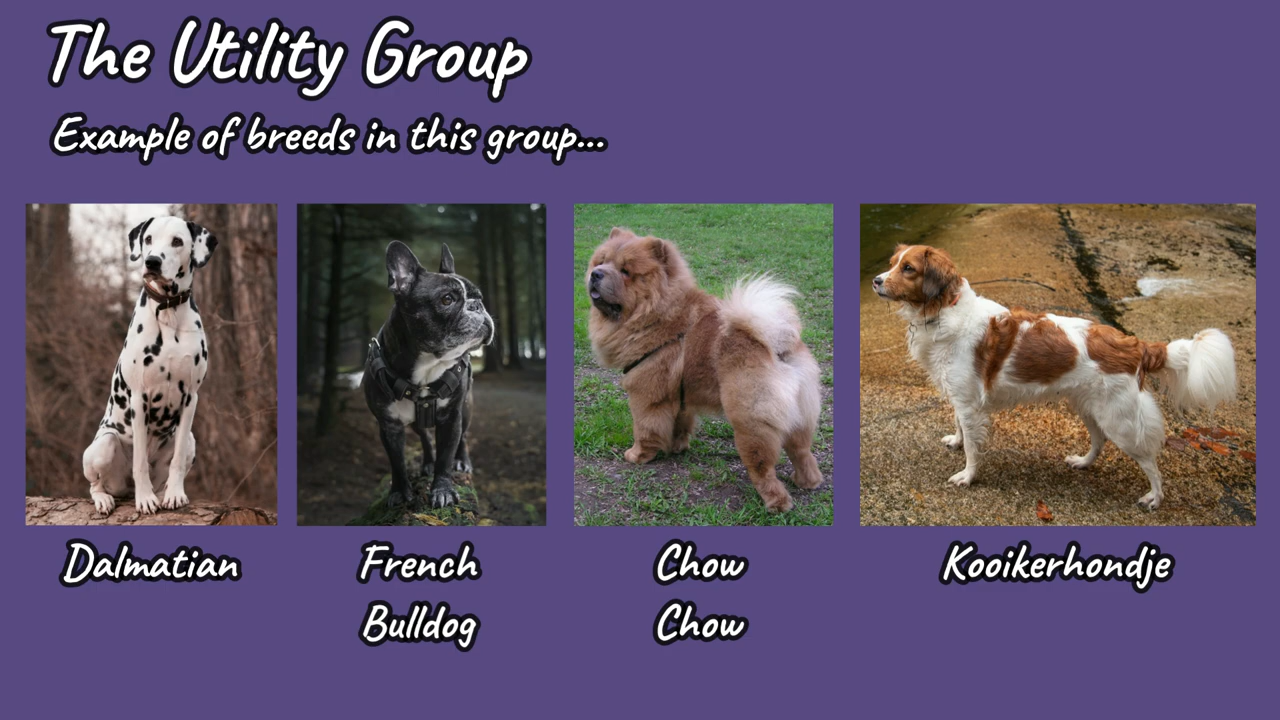 The Utility Group
Example of breeds in this group...
Dalmatian
French
Bulldog
Chow
Chow
Kooikerhondje